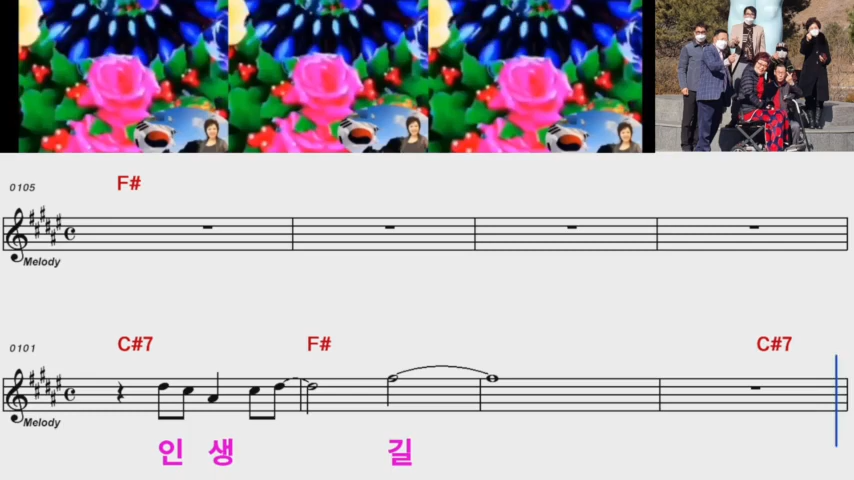 0105
F#
Melody
0101
C#7 F# C#7
Melody
인 생 길